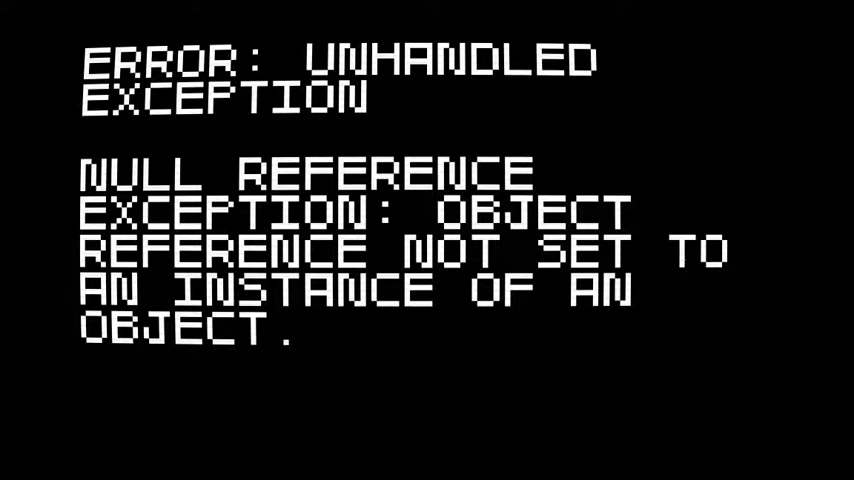 ERROR: UNHANDLED
EXCEPTION
NULL REFERENCE
EXCEPTION: OBJECT
REFERENCE NOT SET TO
AN INSTANCE OF AN
OBJECT.